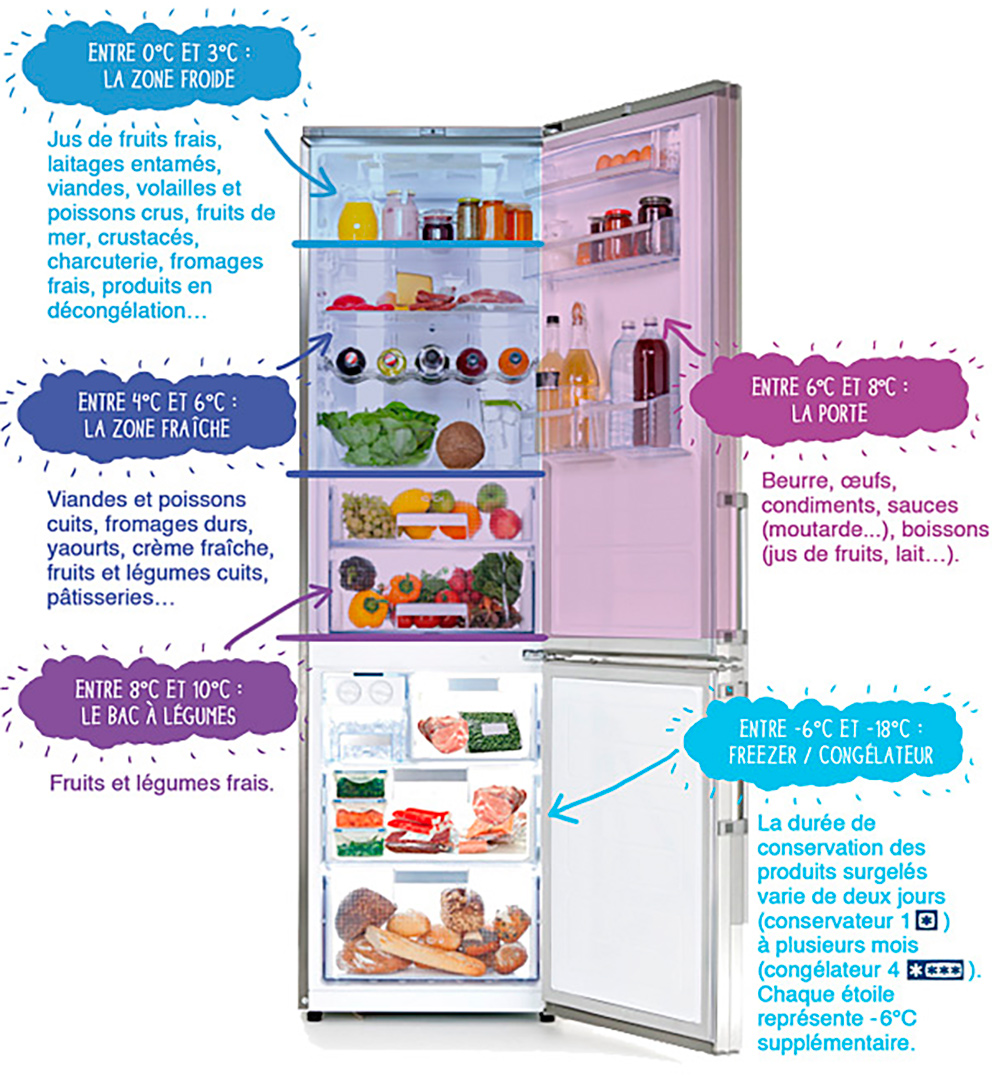 ENTRE 0°C ET 3°C :
LA ZONE FROIDE
Jus de fruits frais,
laitages entamés,
viandes, volailles et
poissons crus, fruits de
mer, crustacés,
charcuterie, fromages
frais, produits en
décongélation…
ENTRE 4°C ET 6°C :
LA ZONE FRAÎCHE
Viandes et poissons
cuits, fromages durs,
yaourts, crème fraîche,
fruits et légumes cuits,
pâtisseries…
ENTRE 8°C ET 10°C :
LE BAC À LÉGUMES
Fruits et légumes frais.
ENTRE 6°C ET 8°C :
LA PORTE
Beurre, œufs,
condiments, sauces
(moutarde...), boissons
(jus de fruits, lait…).
ENTRE -6°C ET -18°C :
FREEZER / CONGÉLATEUR
La durée de
conservation des
produits surgelés
varie de deux jours
(conservateur 1 * )
à plusieurs mois
(congélateur 4 **** ).
Chaque étoile
représente -6°C
supplémentaire.